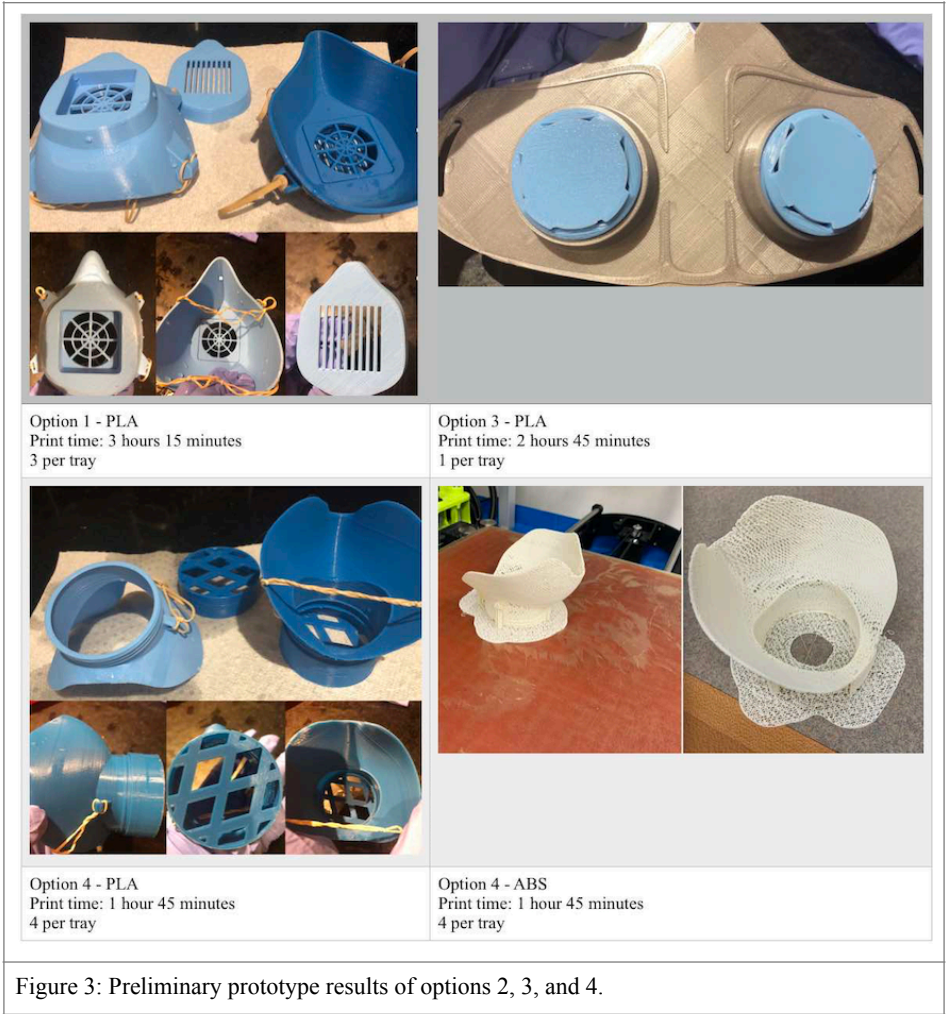 Option 1 - PLA
Print time: 3 hours 15 minutes
3 per tray
Option 3 - PLA
Print time: 2 hours 45 minutes
1 per tray
Option 4 - PLA
Print time: 1 hour 45 minutes
4 per tray
Option 4 - ABS
Print time: 1 hour 45 minutes
4 per tray
Figure 3: Preliminary prototype results of options 2, 3, and 4.